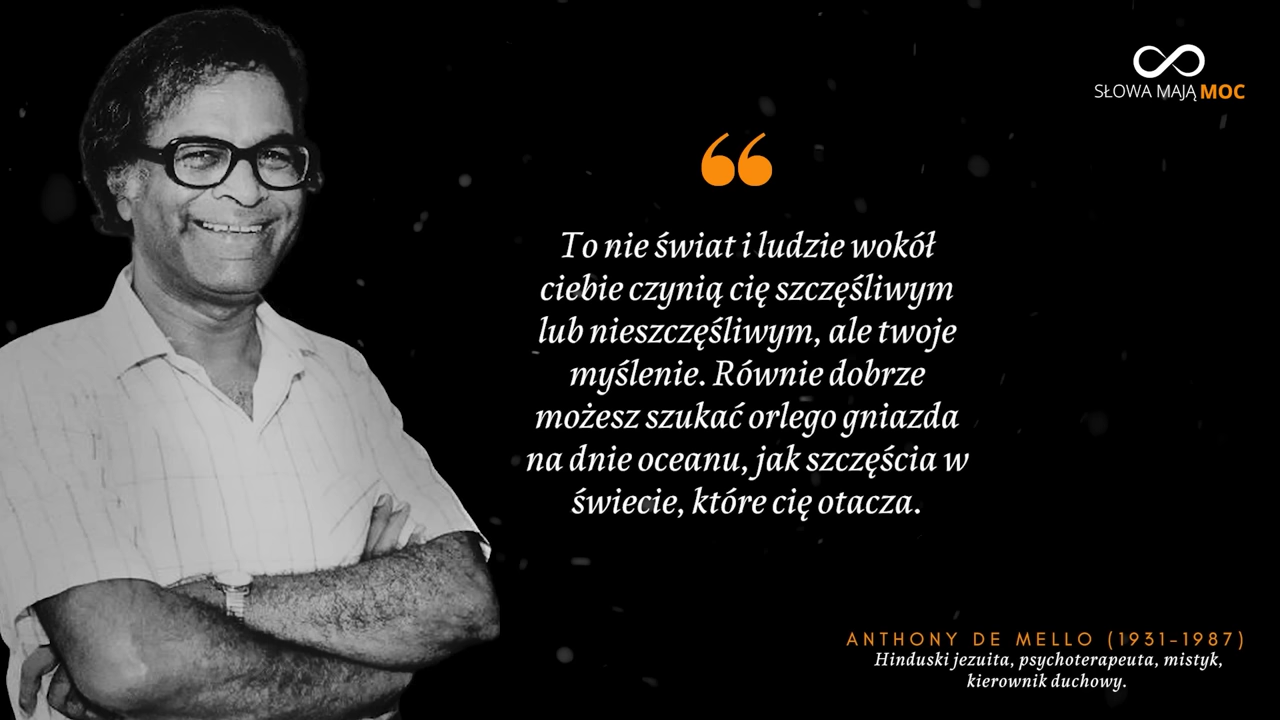 SŁOWA MAJĄ MOC
To nie świat i ludzie wokół
ciebie czynią cię szczęśliwym
lub nieszczęśliwym, ale twoje
myślenie. Równie dobrze
możesz szukać orlego gniazda
na dnie oceanu, jak szczęścia w
świecie, które cię otacza.
ANTHONY DE MELLO (1931-1987)
Hinduski jezuita, psychoterapeuta, mistyk,
kierownik duchowy.